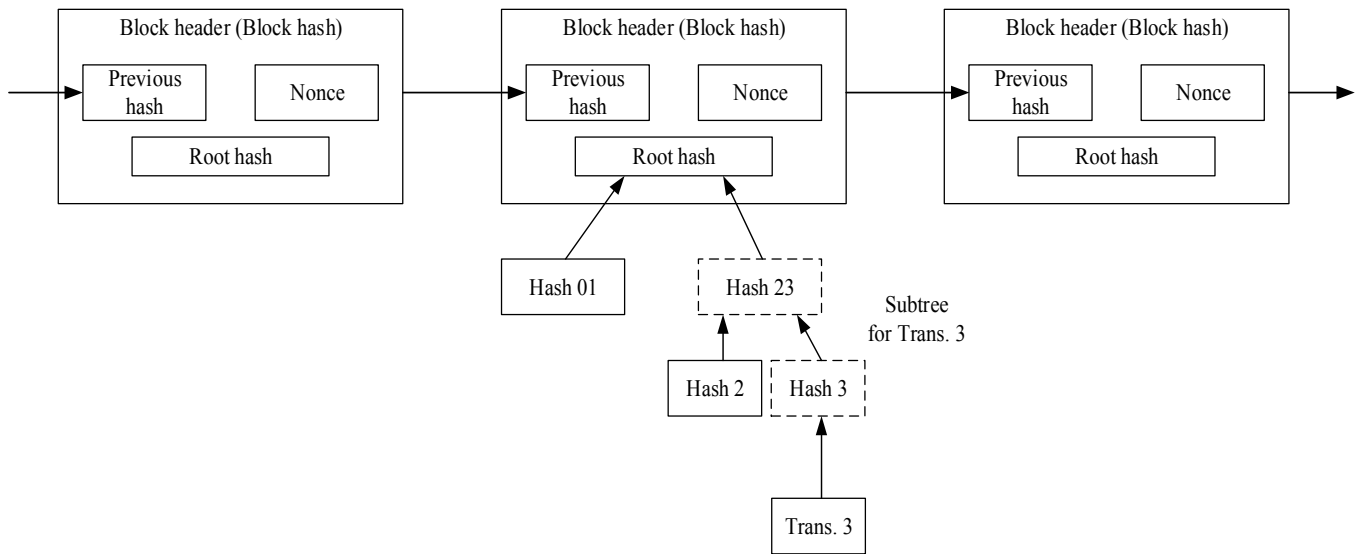 Block header (Block hash)
Previous
hash
Nonce
Root hash
Block header (Block hash)
Previous
hash
Nonce
Root hash
Block header (Block hash)
Previous
hash
Nonce
Root hash
Hash 01
Hash 23
Subtree
for Trans. 3
Hash 2
Hash 3
Trans. 3